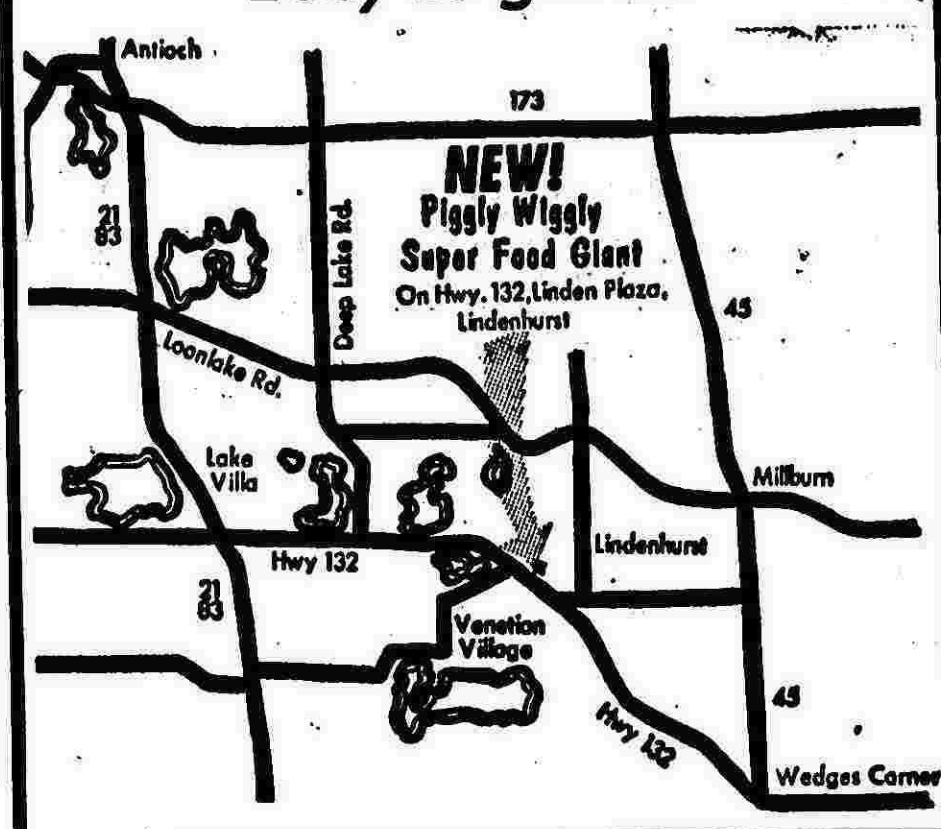 Antioch
173
NEW!
Piggly Wiggly
Super Food Giant
On Hwy. 132, Linden Plaza,
Lindenhurst
21
83
Deep Lake Rd.
45
Loonlake Rd.
Lake
Villa
Millburn
Hwy 132
Lindenhurst
21
83
Venetian
Village
45
Hwy 132
Wedges Corner